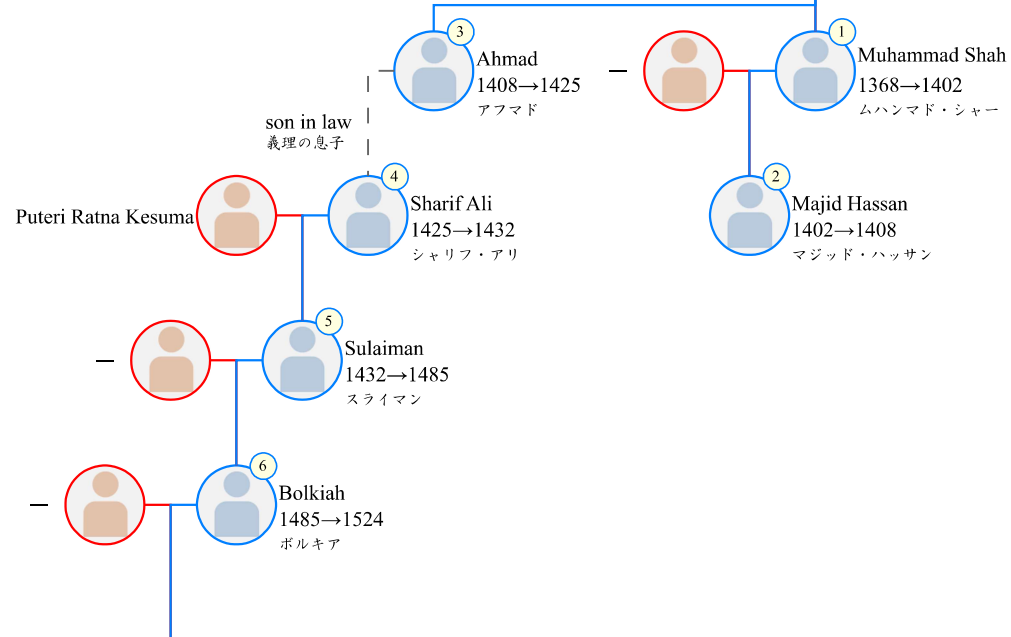 3
Ahmad
1408→1425
アフマド
1
Muhammad Shah
1368→1402
ムハンマド・シャー
—
son in law
義理の息子
4
Sharif Ali
1425→1432
シャリフ・アリ
Puteri Ratna Kesuma
2
Majid Hassan
1402→1408
マジッド・ハッサン
5
Sulaiman
1432→1485
スライマン
—
6
Bolkiah
1485→1524
ボルキア
—